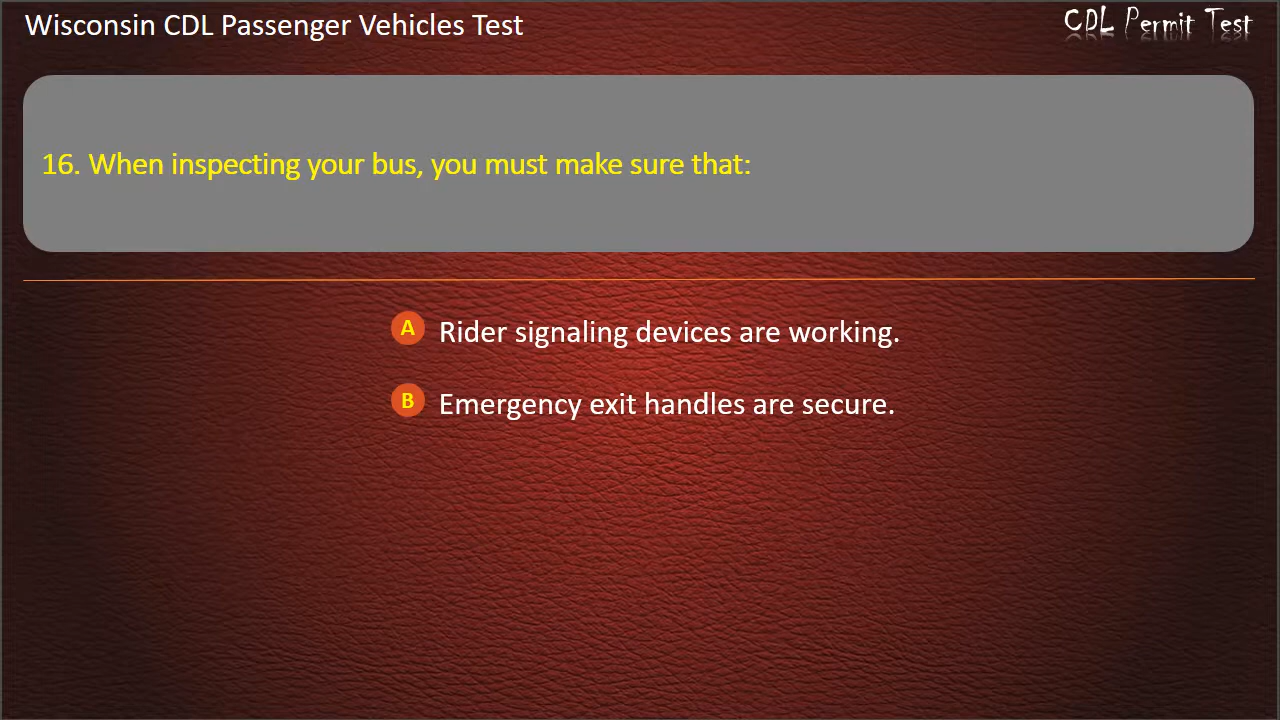 Wisconsin CDL Passenger Vehicles Test
CDL Permit Test
16. When inspecting your bus, you must make sure that:
A Rider signaling devices are working.
B Emergency exit handles are secure.